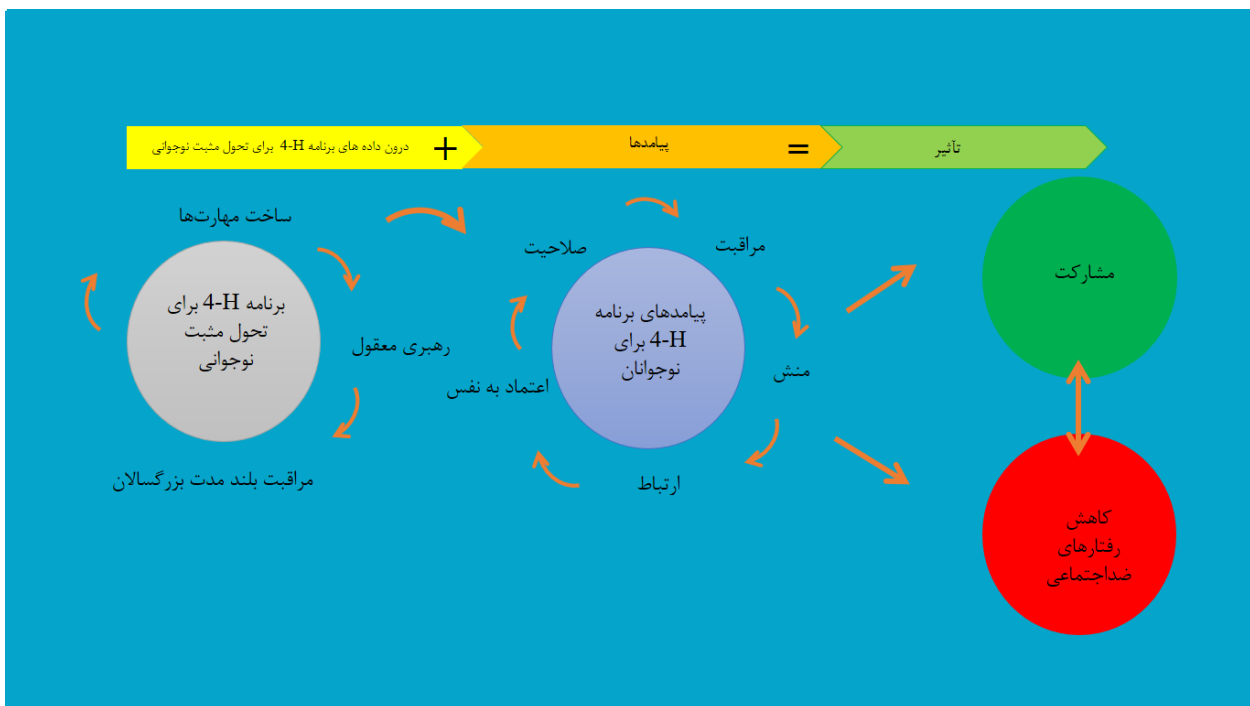 درون داده های برنامه 4-H برای تحول مثبت نوجوانی
+
پیامدها
=
تأثیر
ساخت مهارت‌ها
برنامه 4-H برای
تحول مثبت
نوجوانی
رهبری معقول
مراقبت بلند مدت بزرگسالان
صلاحیت
مراقبت
پیامدهای برنامه
4-H برای
نوجوانان
منش
اعتماد به نفس
ارتباط
مشارکت
کاهش
رفتارهای
ضداجتماعی